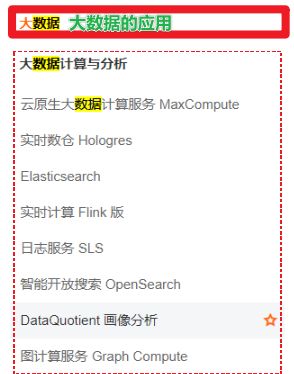 大数据 大数据的应用
大数据计算与分析
云原生大数据计算服务 MaxCompute
实时数仓 Hologres
Elasticsearch
实时计算 Flink 版
日志服务 SLS
智能开放搜索 OpenSearch
DataQuotient 画像分析
图计算服务 Graph Compute